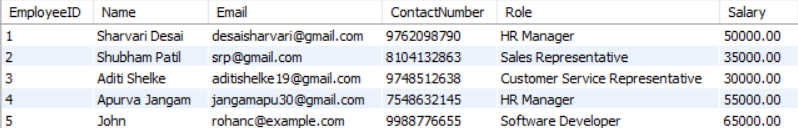 EmployeeID Name Email ContactNumber Role Salary
1 Sharvari Desai desaisharvari@gmail.com 9762098790 HR Manager 50000.00
2 Shubham Patil srp@gmail.com 8104132863 Sales Representative 35000.00
3 Aditi Shelke aditishelke19@gmail.com 9748512638 Customer Service Representative 30000.00
4 Apurva Jangam jangamapu30@gmail.com 7548632145 HR Manager 55000.00
5 John rohanc@example.com 9988776655 Software Developer 65000.00